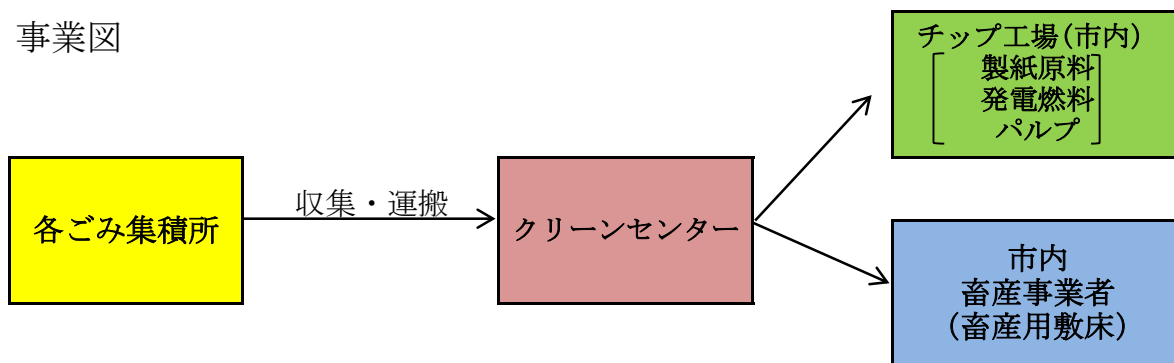 事業図
各ごみ集積所
収集・運搬
クリーンセンター
チップ工場(市内)
製紙原料
発電燃料
パルプ
市内
畜産事業者
(畜産用敷床)